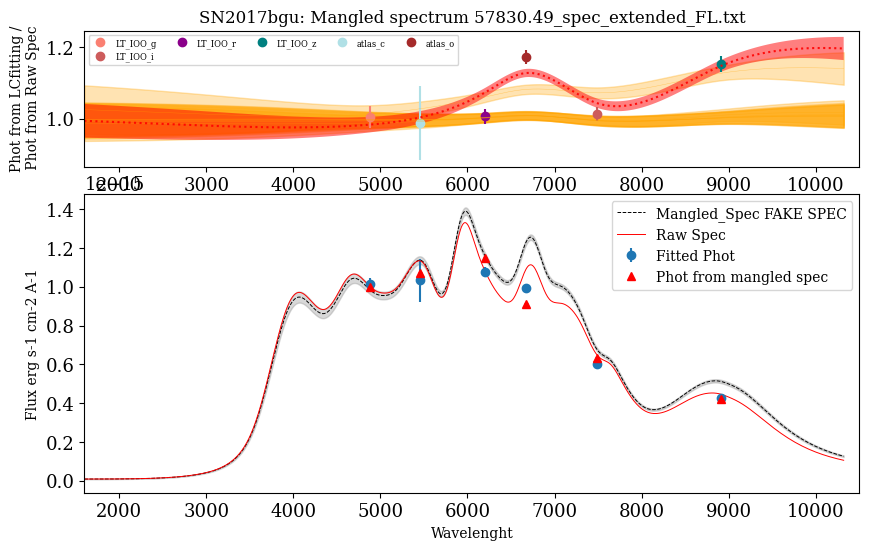 SN2017bgu: Mangled spectrum 57830.49_spec_extended_FL.txt
Phot from LCfitting /
Phot from Raw Spec
LT_IOO_g
LT_IOO_r
LT_IOO_z
atlas_c
atlas_o
LT_IOO_i
1.2
1.0
2000 3000 4000 5000 6000 7000 8000 9000 10000
1e−15
Mangled_Spec FAKE SPEC
Raw Spec
Fitted Phot
Phot from mangled spec
Flux erg s-1 cm-2 A-1
1.4
1.2
1.0
0.8
0.6
0.4
0.2
0.0
2000 3000 4000 5000 6000 7000 8000 9000 10000
Wavelenght